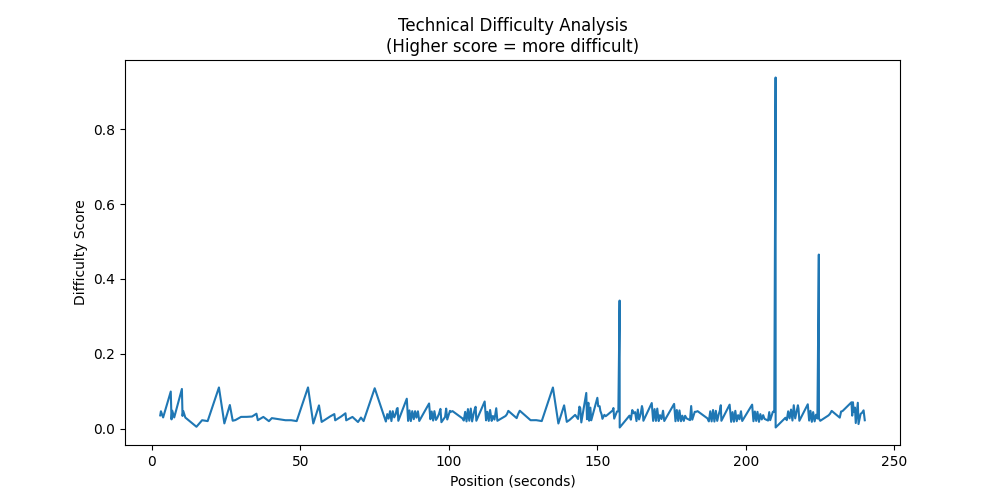 Technical Difficulty Analysis
(Higher score = more difficult)
Difficulty Score
0.8
0.6
0.4
0.2
0.0
0
50
100
150
200
250
Position (seconds)